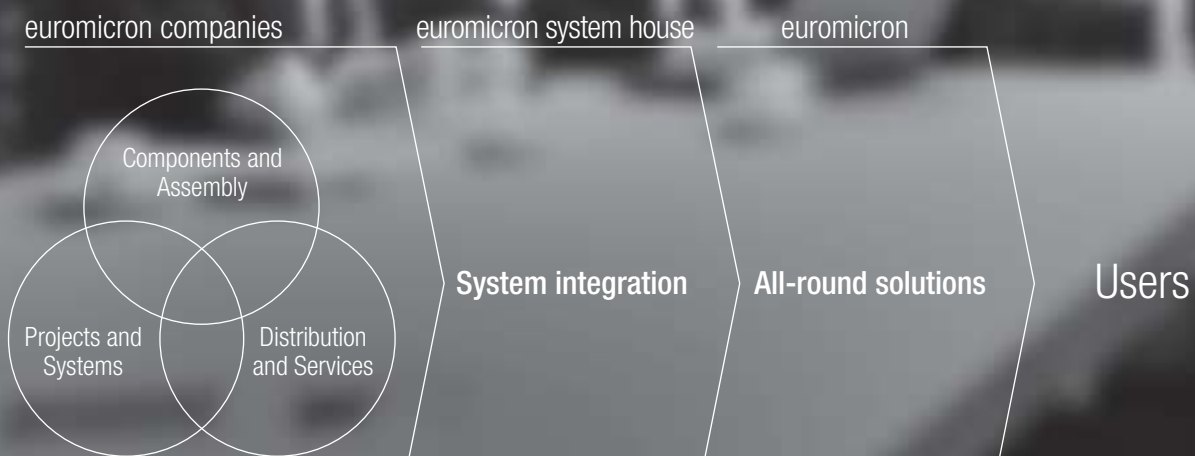 euromicron companies
euromicron system house
euromicron
Components and
Assembly
Projects and
Systems
Distribution
and Services
System integration
All-round solutions
Users